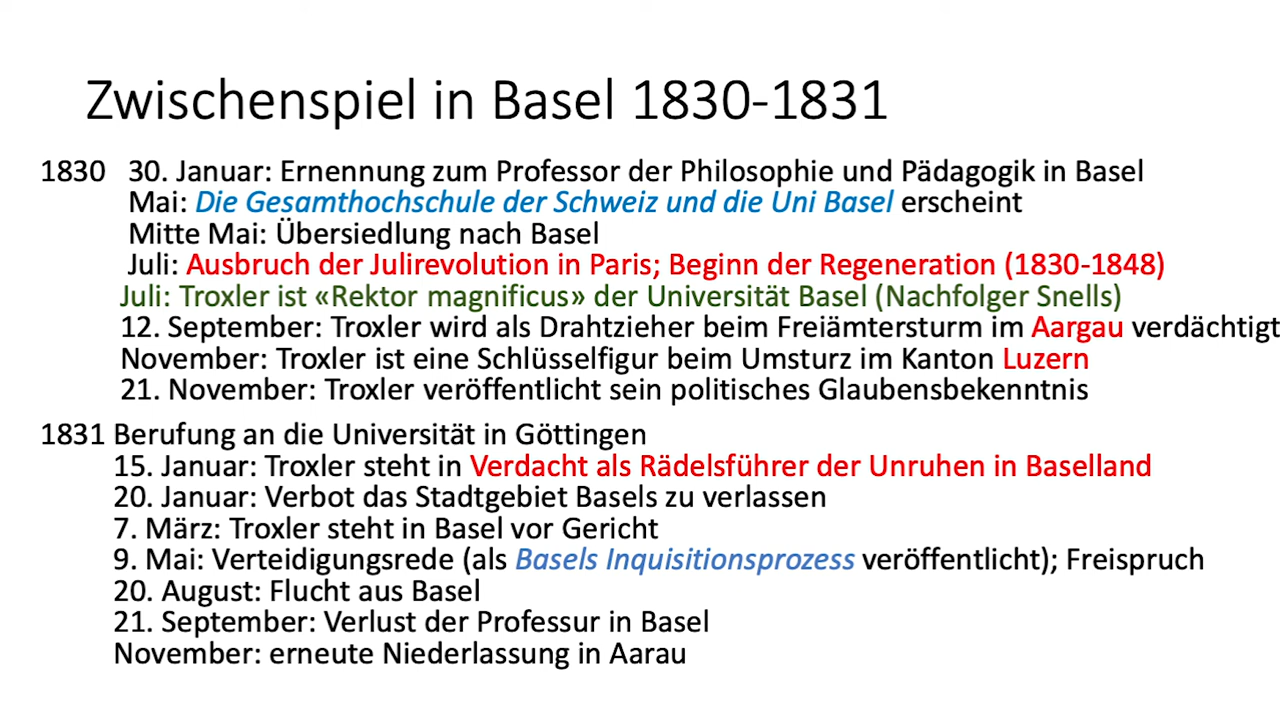 Zwischenspiel in Basel 1830-1831
1830 30. Januar: Ernennung zum Professor der Philosophie und Pädagogik in Basel
Mai: Die Gesamthochschule der Schweiz und die Uni Basel erscheint
Mitte Mai: Übersiedlung nach Basel
Juli: Ausbruch der Julirevolution in Paris; Beginn der Regeneration (1830-1848)
Juli: Troxler ist «Rektor magnificus» der Universität Basel (Nachfolger Snells)
12. September: Troxler wird als Drahtzieher beim Freiämtersturm im Aargau verdächtigt
November: Troxler ist eine Schlüsselfigur beim Umsturz im Kanton Luzern
21. November: Troxler veröffentlicht sein politisches Glaubensbekenntnis
1831 Berufung an die Universität in Göttingen
15. Januar: Troxler steht in Verdacht als Rädelsführer der Unruhen in Baselland
20. Januar: Verbot das Stadtgebiet Basels zu verlassen
7. März: Troxler steht in Basel vor Gericht
9. Mai: Verteidigungsrede (als Basels Inquisitionsprozess veröffentlicht); Freispruch
20. August: Flucht aus Basel
21. September: Verlust der Professur in Basel
November: erneute Niederlassung in Aarau